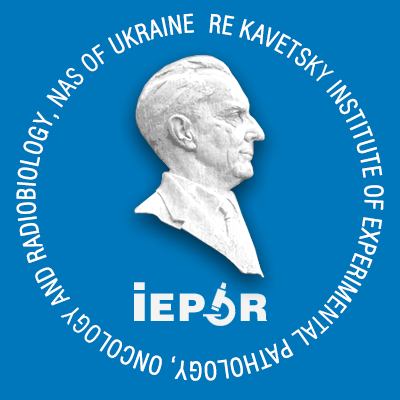 RE KAVETSKY INSTITUTE OF EXPERIMENTAL PATHOLOGY, ONCOLOGY AND RADIOBIOLOGY, NAS OF UKRAINE
iEPOR